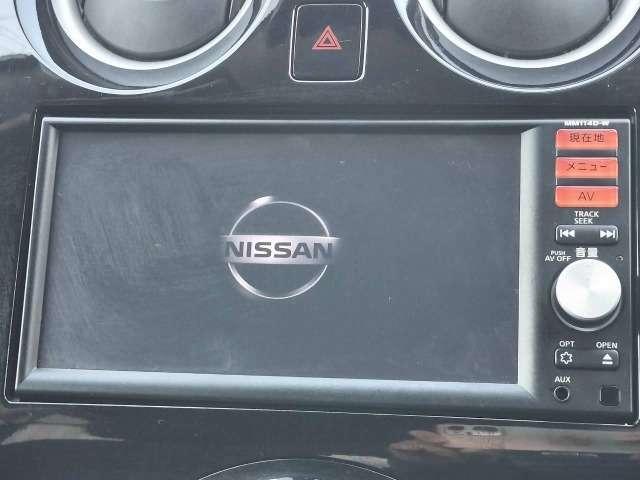 MM114D-W
現在地
メニュー
AV
TRACK
SEEK
PUSH
AV OFF
音量
NISSAN
OPT
OPEN
AUX